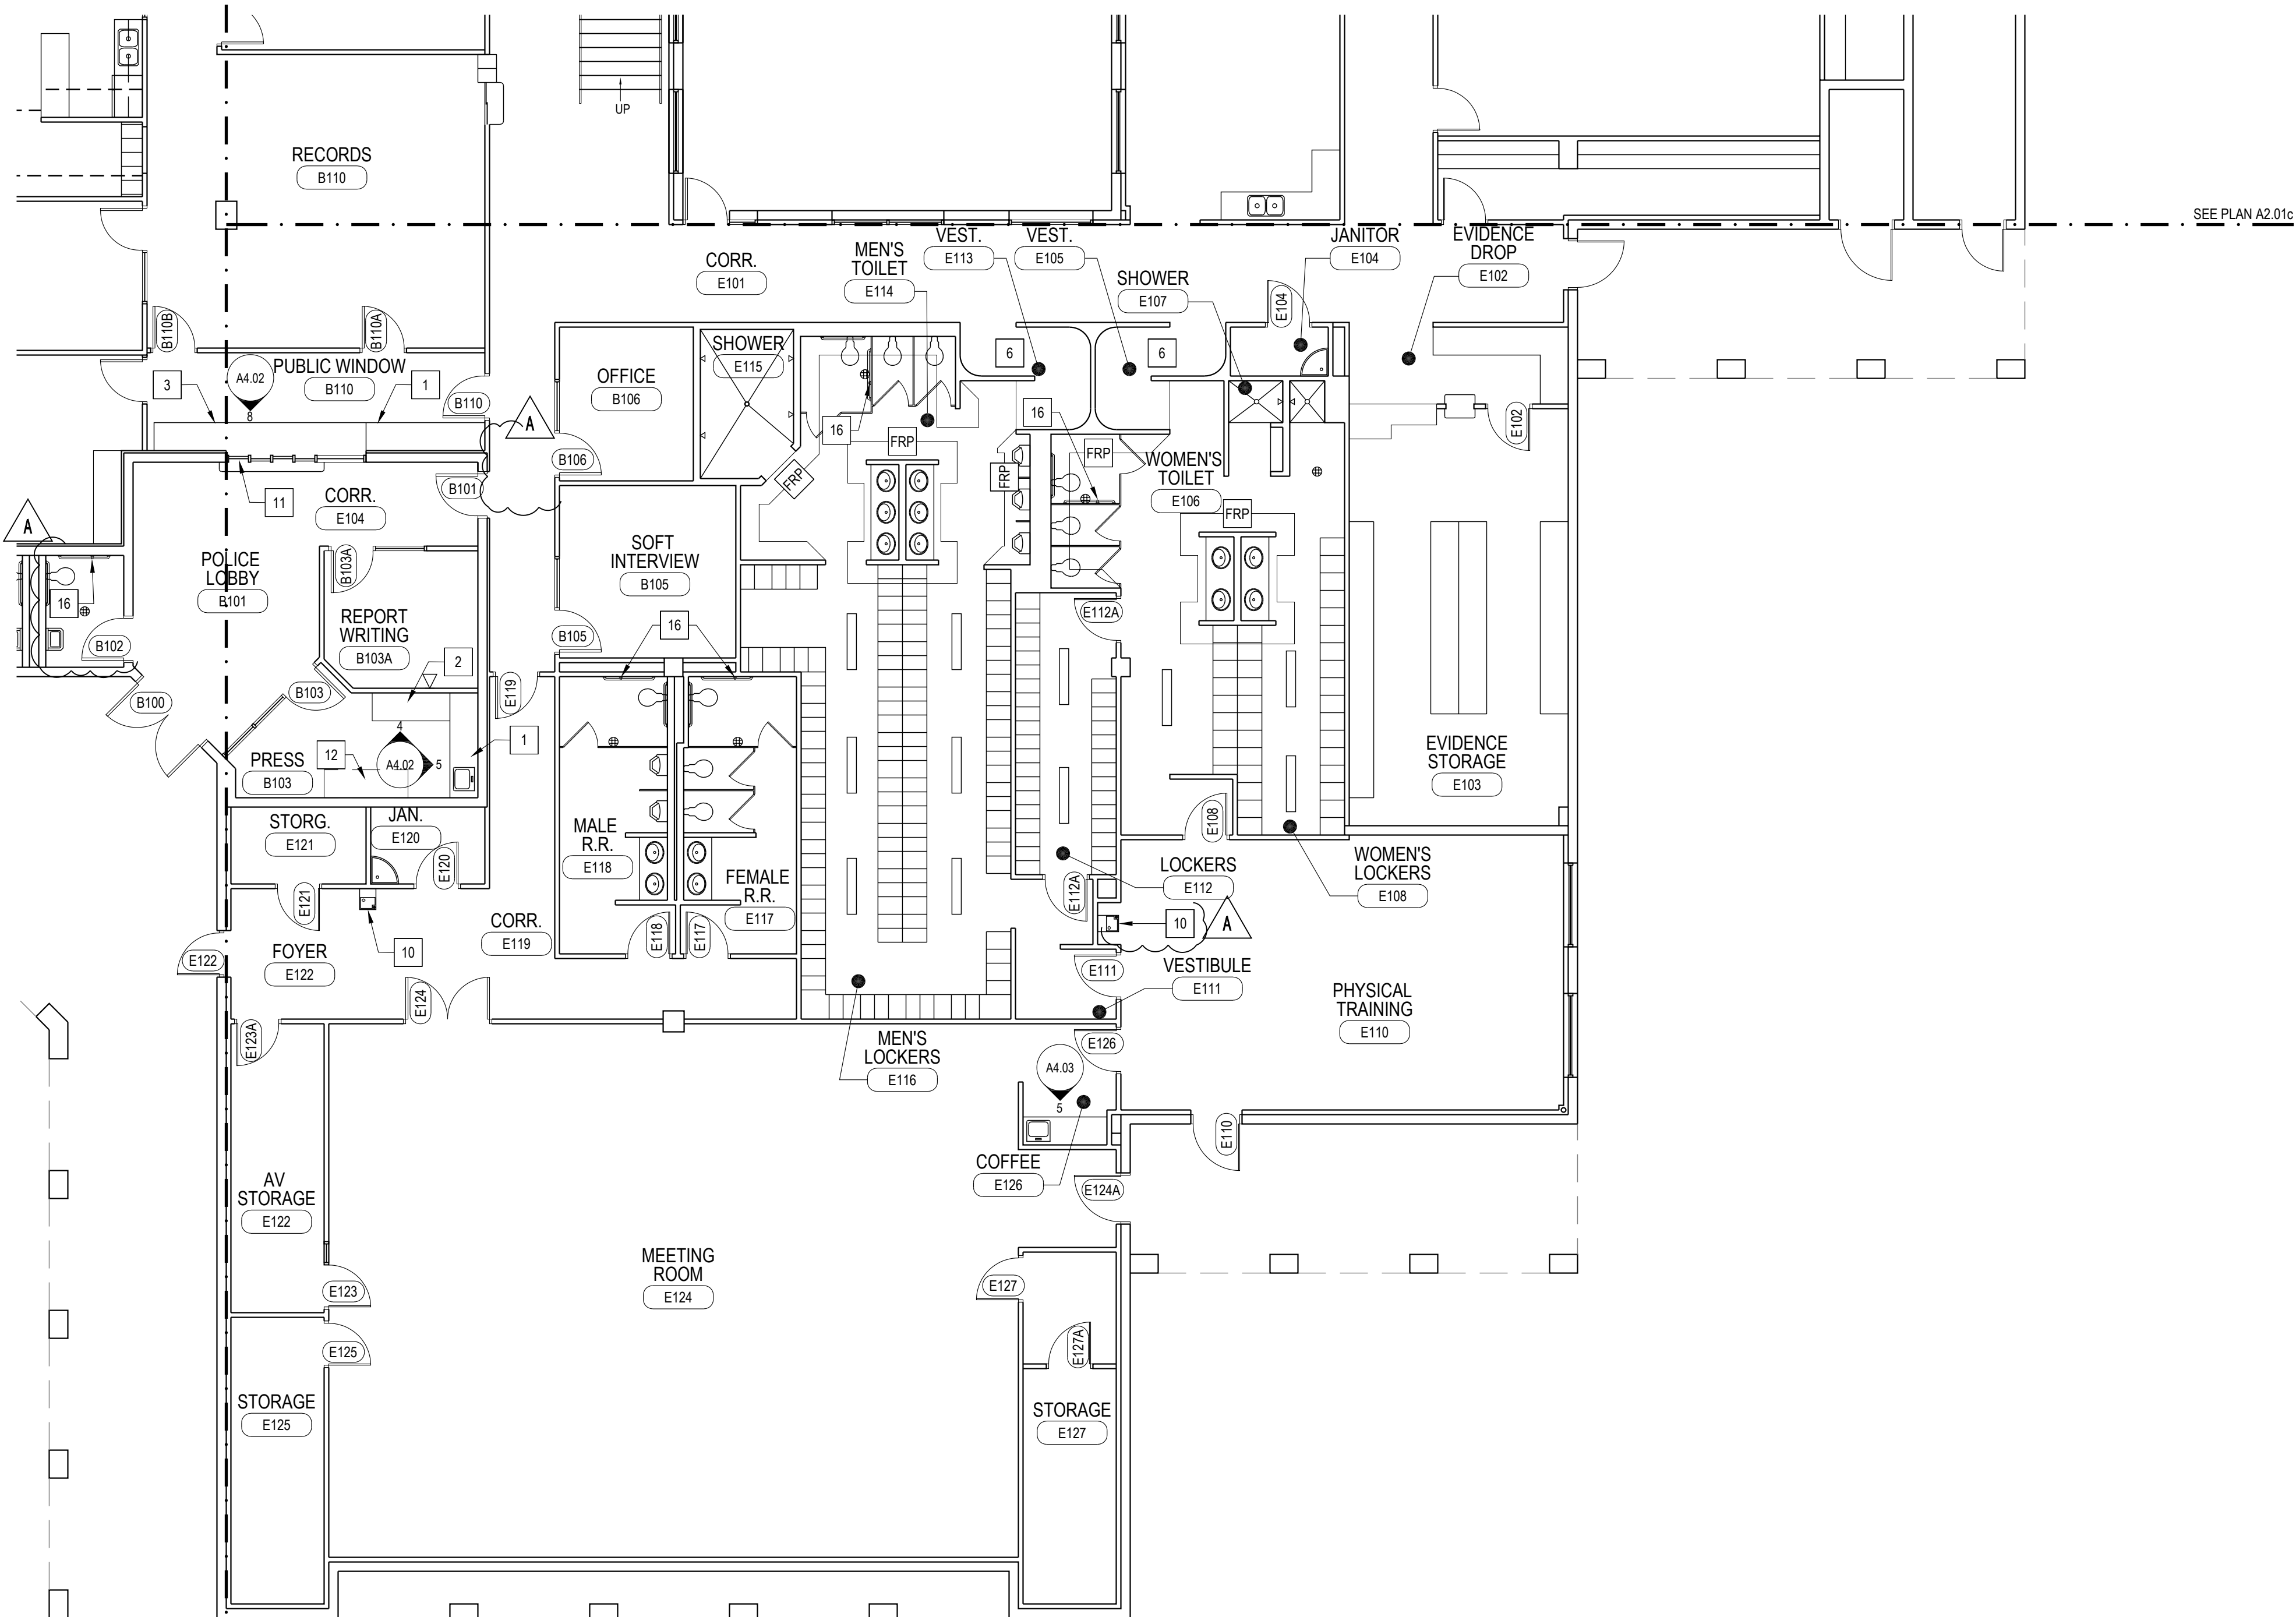 UP
RECORDS
B110
SEE PLAN A2.01c
CORR.
E101
MEN'S
TOILET
E114
VEST.
E113
VEST.
E105
SHOWER
E107
JANITOR
E104
EVIDENCE
DROP
E102
E104
B110B
B110A
3
A4.02
8
PUBLIC WINDOW
B110
1
B110
A
OFFICE
B106
SHOWER
E115
6
6
16
FRP
FRP
FRP
16
FRP
WOMEN'S
TOILET
E106
FRP
E102
B106
B101
11
CORR.
E104
A
16
B102
POLICE
LOBBY
B101
B103A
REPORT
WRITING
B103A
2
SOFT
INTERVIEW
B105
16
B105
E112A
B100
B103
E119
PRESS
B103
12
4
A4.02
5
1
EVIDENCE
STORAGE
E103
STORG.
E121
JAN.
E120
E120
MALE
R.R.
E118
FEMALE
R.R.
E117
E108
LOCKERS
E112
WOMEN'S
LOCKERS
E108
E121
E112A
10
A
CORR.
E119
E118
E117
10
FOYER
E122
E122
E124
E111
VESTIBULE
E111
PHYSICAL
TRAINING
E110
E123A
MEN'S
LOCKERS
E116
E126
A4.03
5
E110
COFFEE
E126
E124A
AV
STORAGE
E122
MEETING
ROOM
E124
E123
E127
E125
E127A
STORAGE
E125
STORAGE
E127